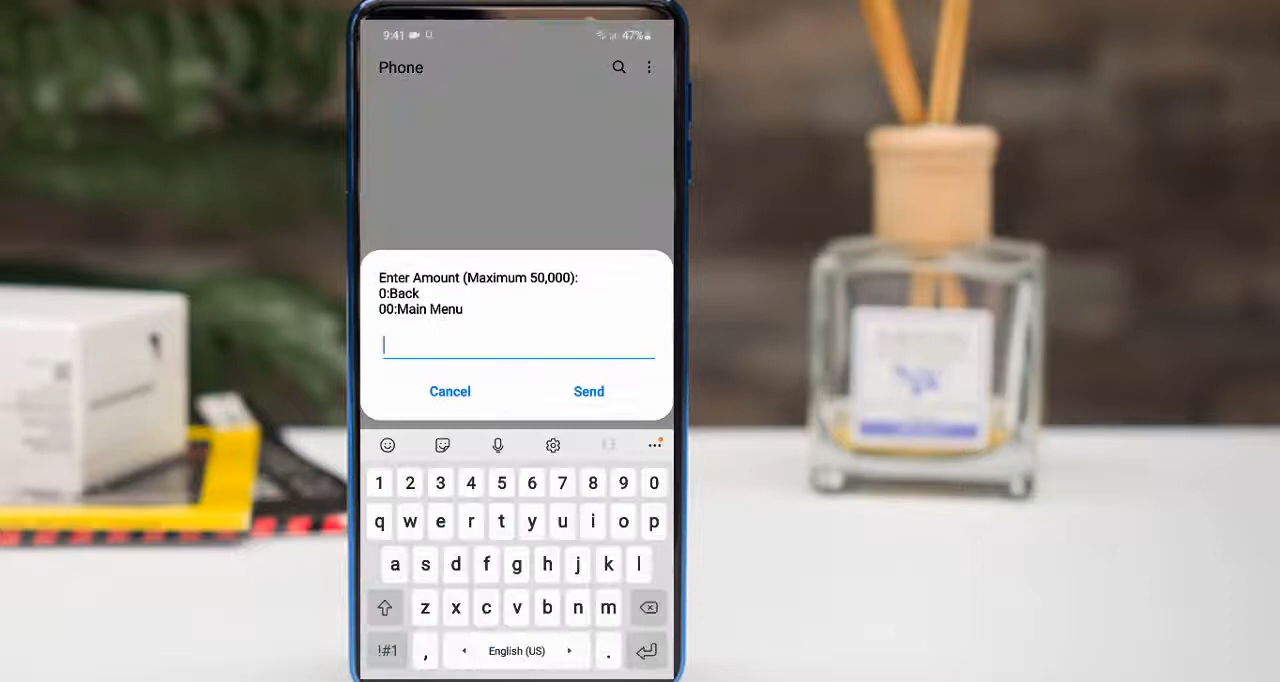 9:41 47%
Phone
Enter Amount (Maximum 50,000):
0:Back
00:Main Menu
Cancel Send
1 2 3 4 5 6 7 8 9 0
q w e r t y u i o p
a s d f g h j k l
z x c v b n m
!#1 , English (US) .